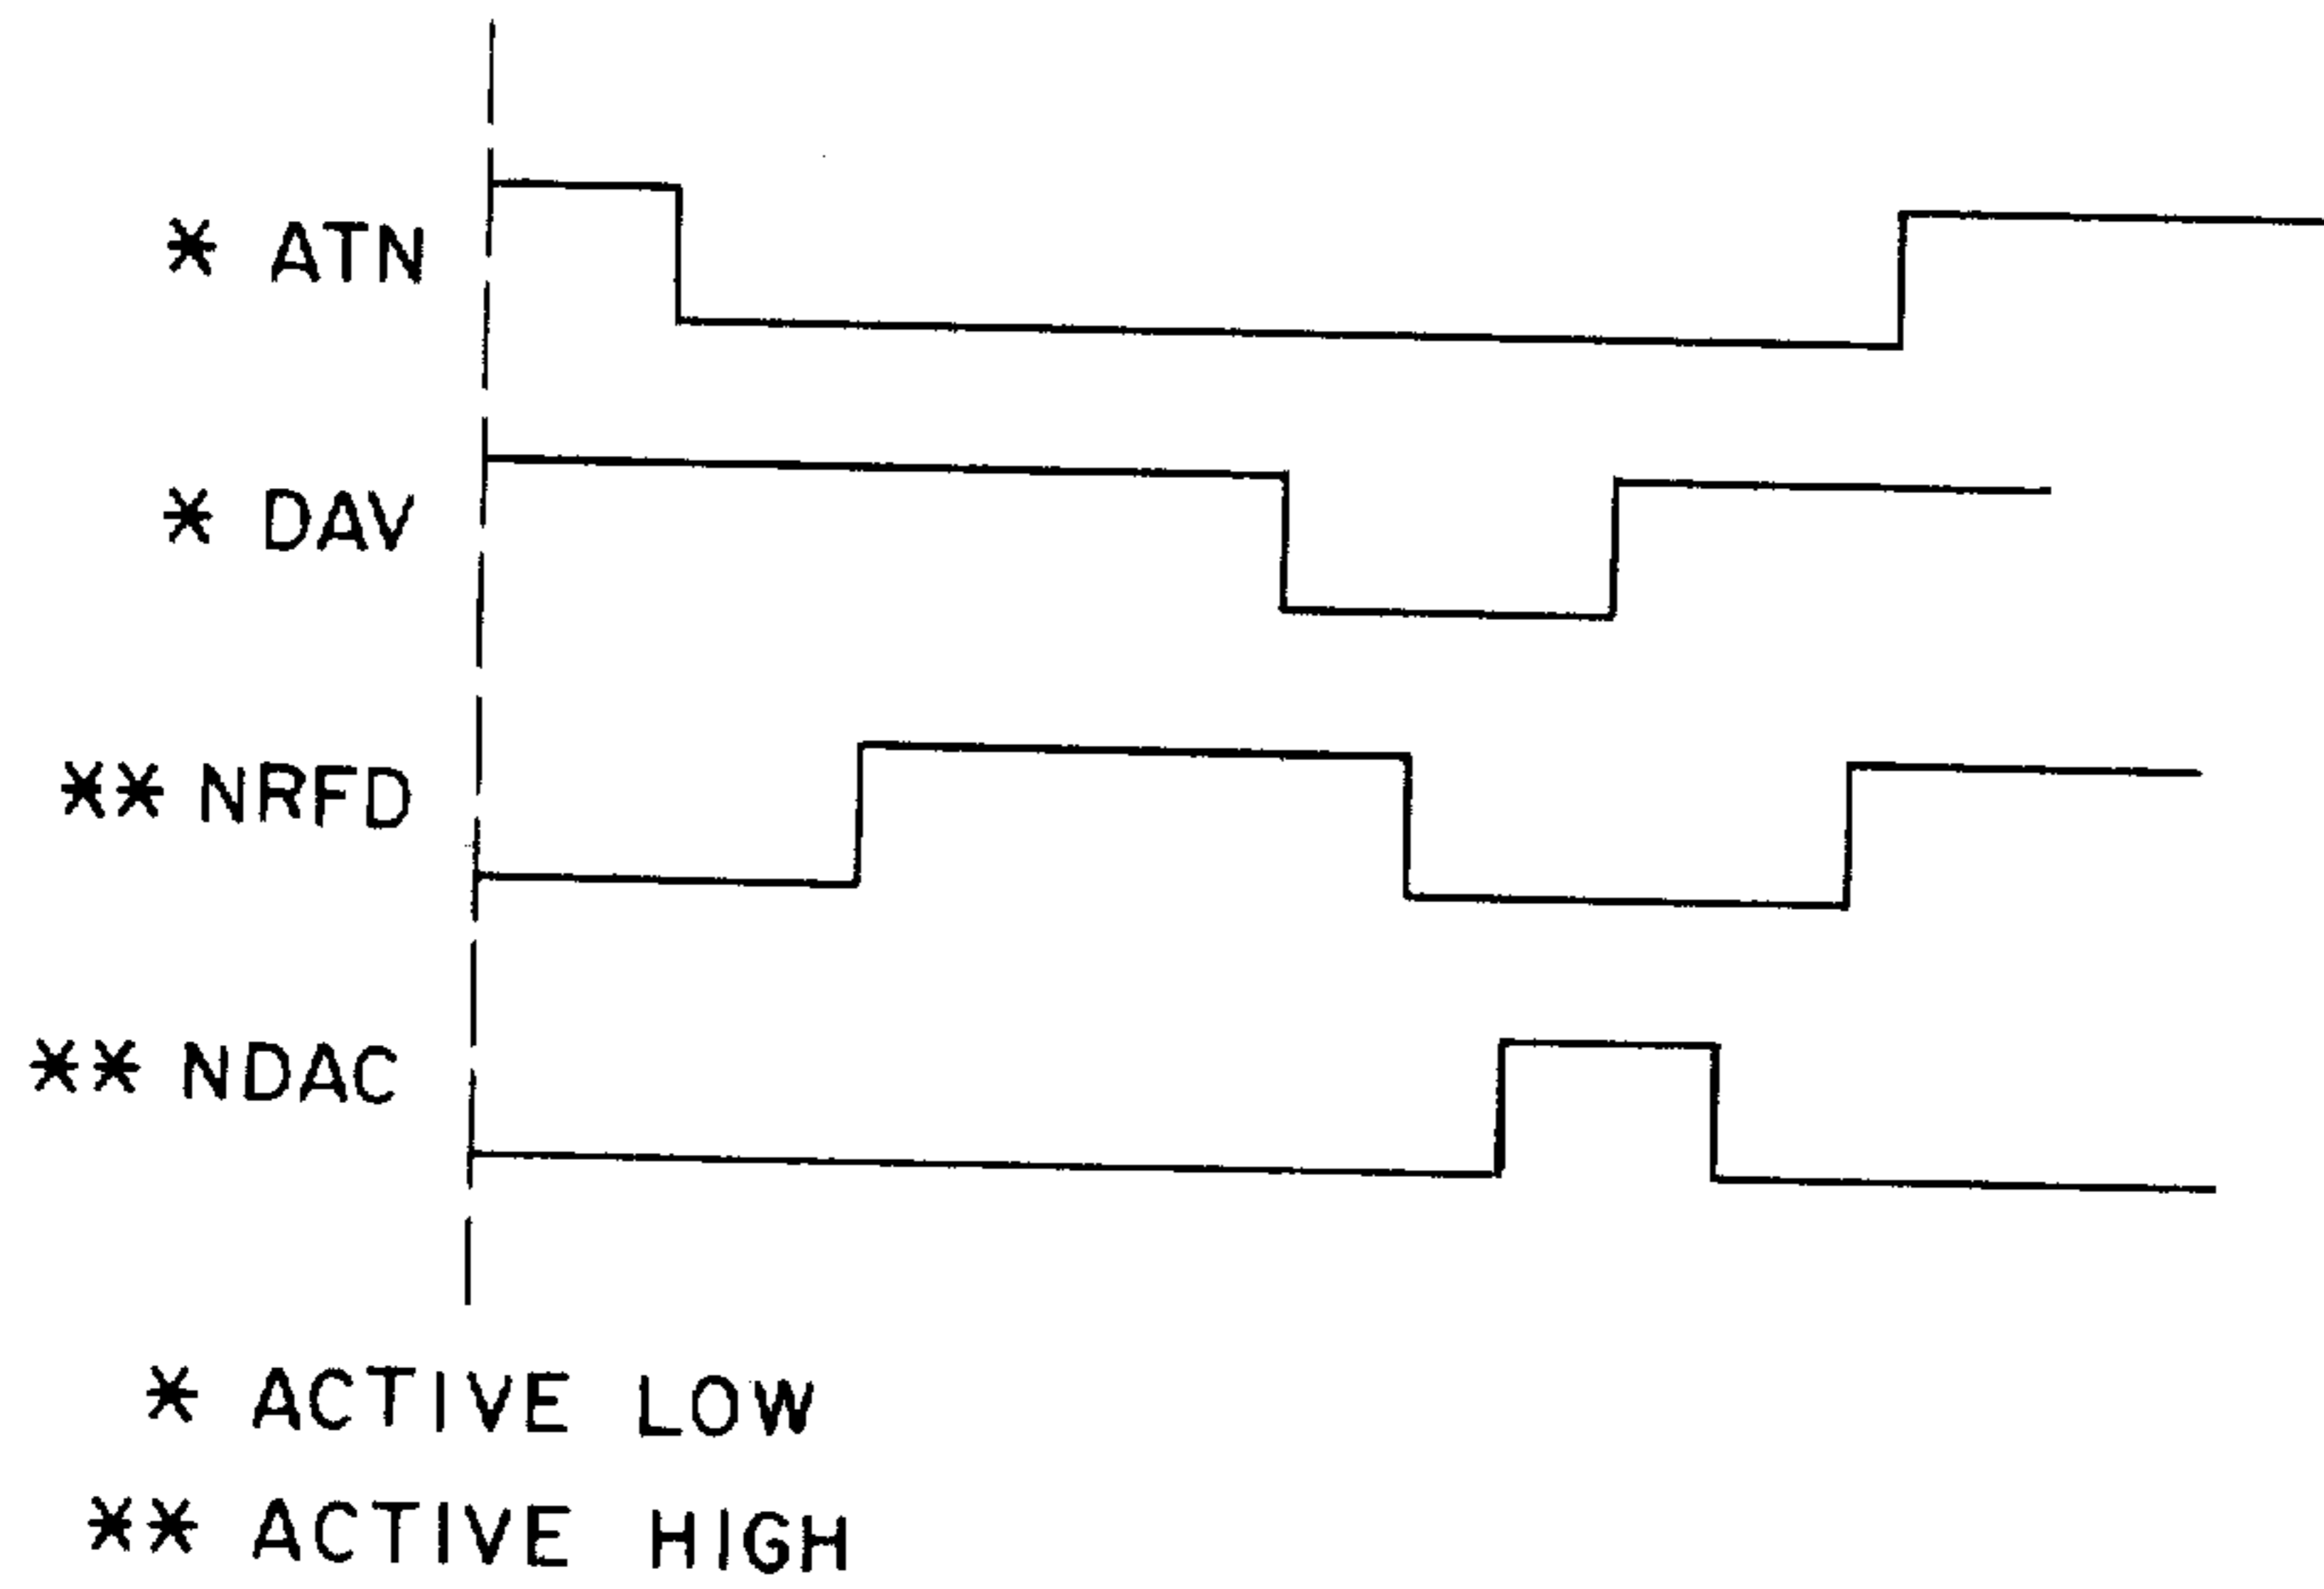 * ATN
* DAV
** NRFD
** NDAC
* ACTIVE LOW
** ACTIVE HIGH